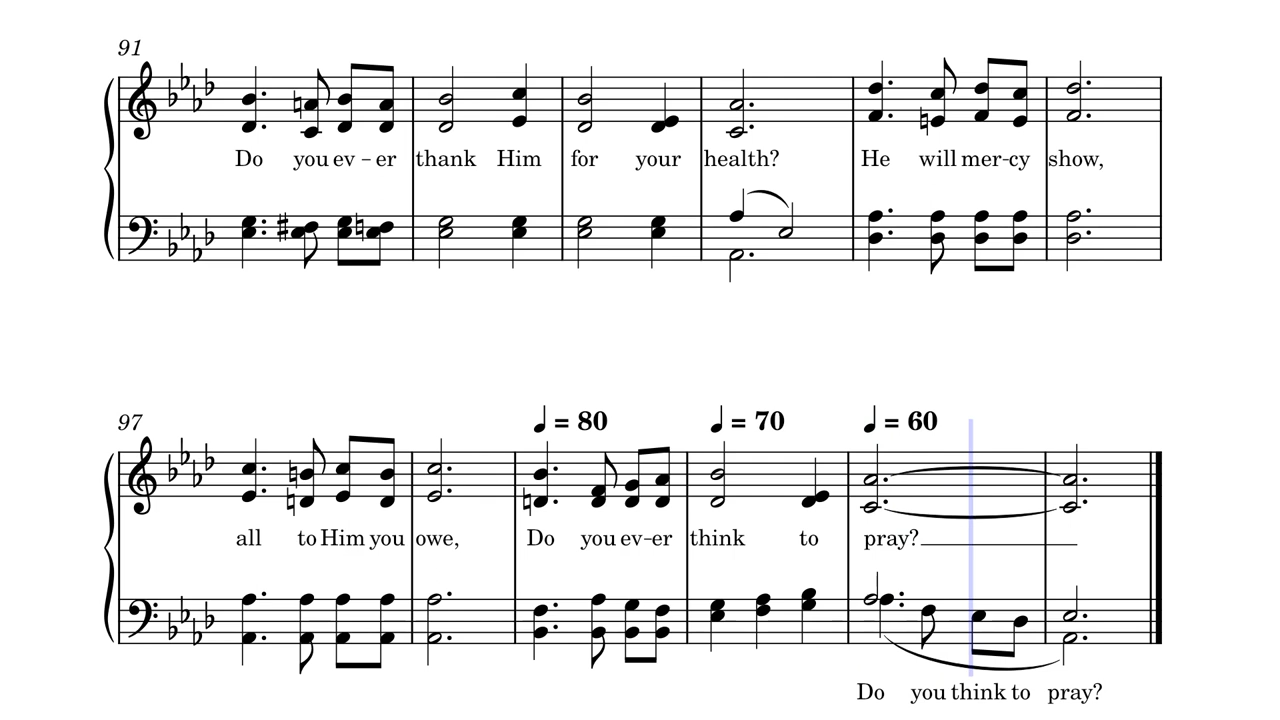 91
Do you ev - er thank Him for your health? He will mer-cy show,
97
♩ = 80 ♩ = 70 ♩ = 60
all to Him you owe, Do you ev-er think to pray?
Do you think to pray?